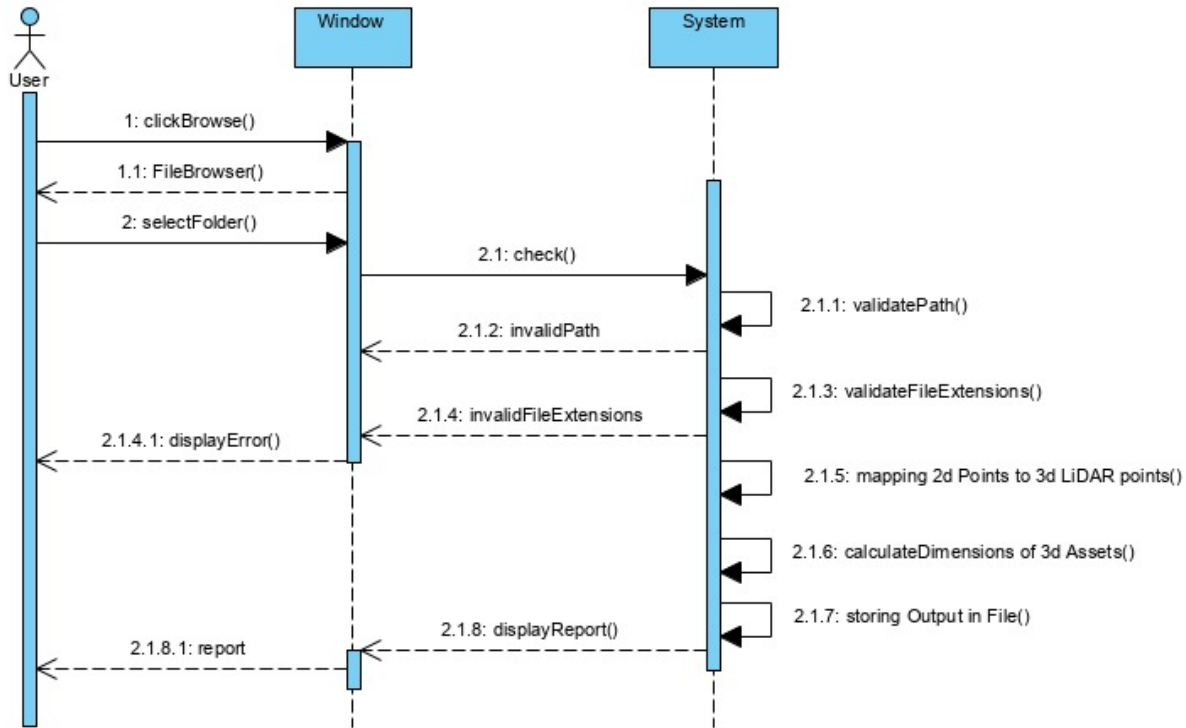 Window
System
User
1: clickBrowse()
1.1: FileBrowser()
2: selectFolder()
2.1: check()
2.1.1: validatePath()
2.1.2: invalidPath
2.1.3: validateFileExtensions()
2.1.4: invalidFileExtensions
2.1.4.1: displayError()
2.1.5: mapping 2d Points to 3d LiDAR points()
2.1.6: calculateDimensions of 3d Assets()
2.1.7: storing Output in File()
2.1.8: displayReport()
2.1.8.1: report